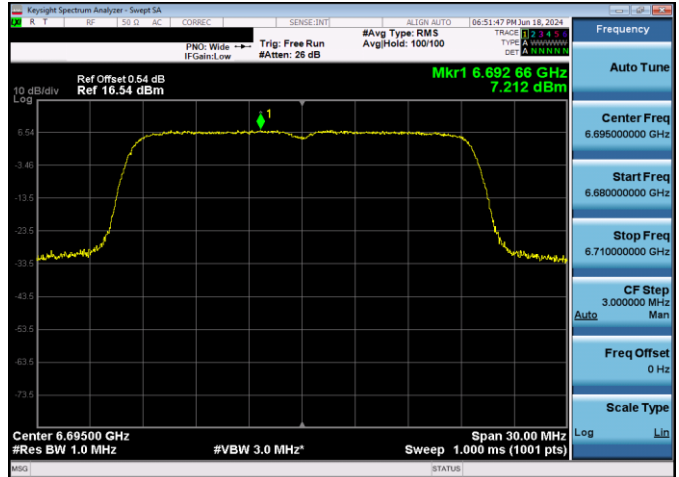 Keysight Spectrum Analyzer - Swept SA
R T RF 50 Ω AC CORREC SENSE:INT ALIGN AUTO 06:51:47 PM Jun 18, 2024
PNO: Wide
IFGain:Low
Trig: Free Run
#Atten: 26 dB
#Avg Type: RMS
Avg|Hold: 100/100
TRACE 1 2 3 4 5 6
TYPE A WWWWW
DET A N N N N N
Frequency
Ref Offset 0.54 dB
10 dB/div Ref 16.54 dBm
Log
Mkr1 6.692 66 GHz
7.212 dBm
1
6.54
-3.46
-13.5
-23.5
-33.5
-43.5
-53.5
-63.5
-73.5
Center 6.69500 GHz Span 30.00 MHz
#Res BW 1.0 MHz #VBW 3.0 MHz* Sweep 1.000 ms (1001 pts)
Auto Tune
Center Freq
6.695000000 GHz
Start Freq
6.680000000 GHz
Stop Freq
6.710000000 GHz
CF Step
3.000000 MHz
Auto Man
Freq Offset
0 Hz
Scale Type
Log Lin
MSG STATUS